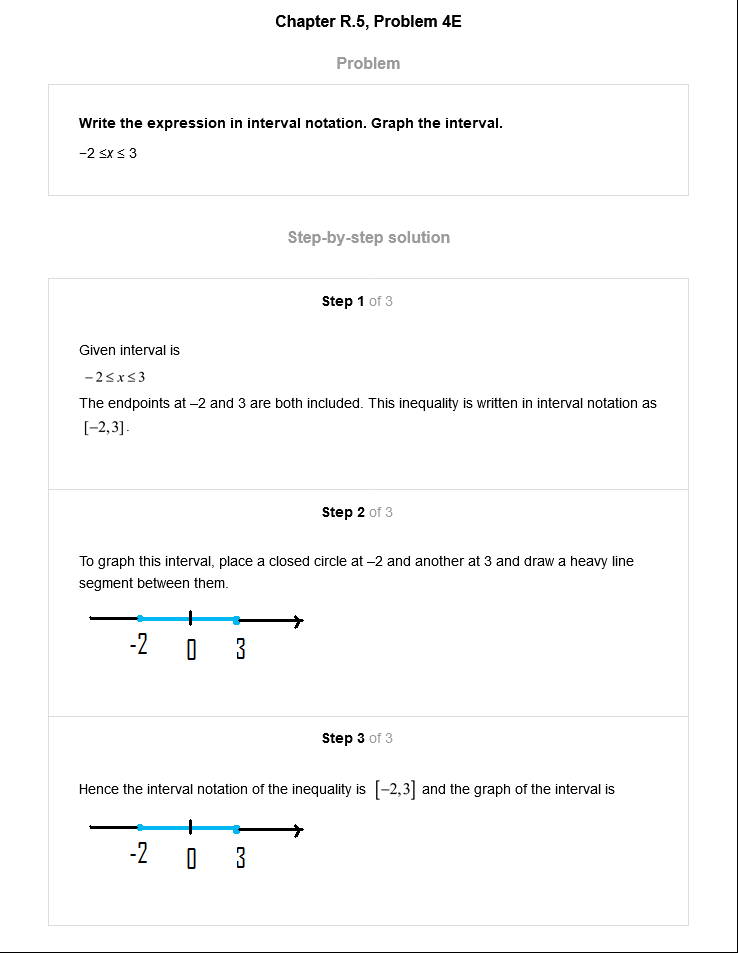 Chapter R.5, Problem 4E
Problem
Write the expression in interval notation. Graph the interval.
−2 ≤x ≤ 3
Step-by-step solution
Step 1 of 3
Given interval is
−2≤x≤3
The endpoints at –2 and 3 are both included. This inequality is written in interval notation as
[−2,3].
Step 2 of 3
To graph this interval, place a closed circle at –2 and another at 3 and draw a heavy line
segment between them.
-2 0 3
Step 3 of 3
Hence the interval notation of the inequality is [−2,3] and the graph of the interval is
-2 0 3